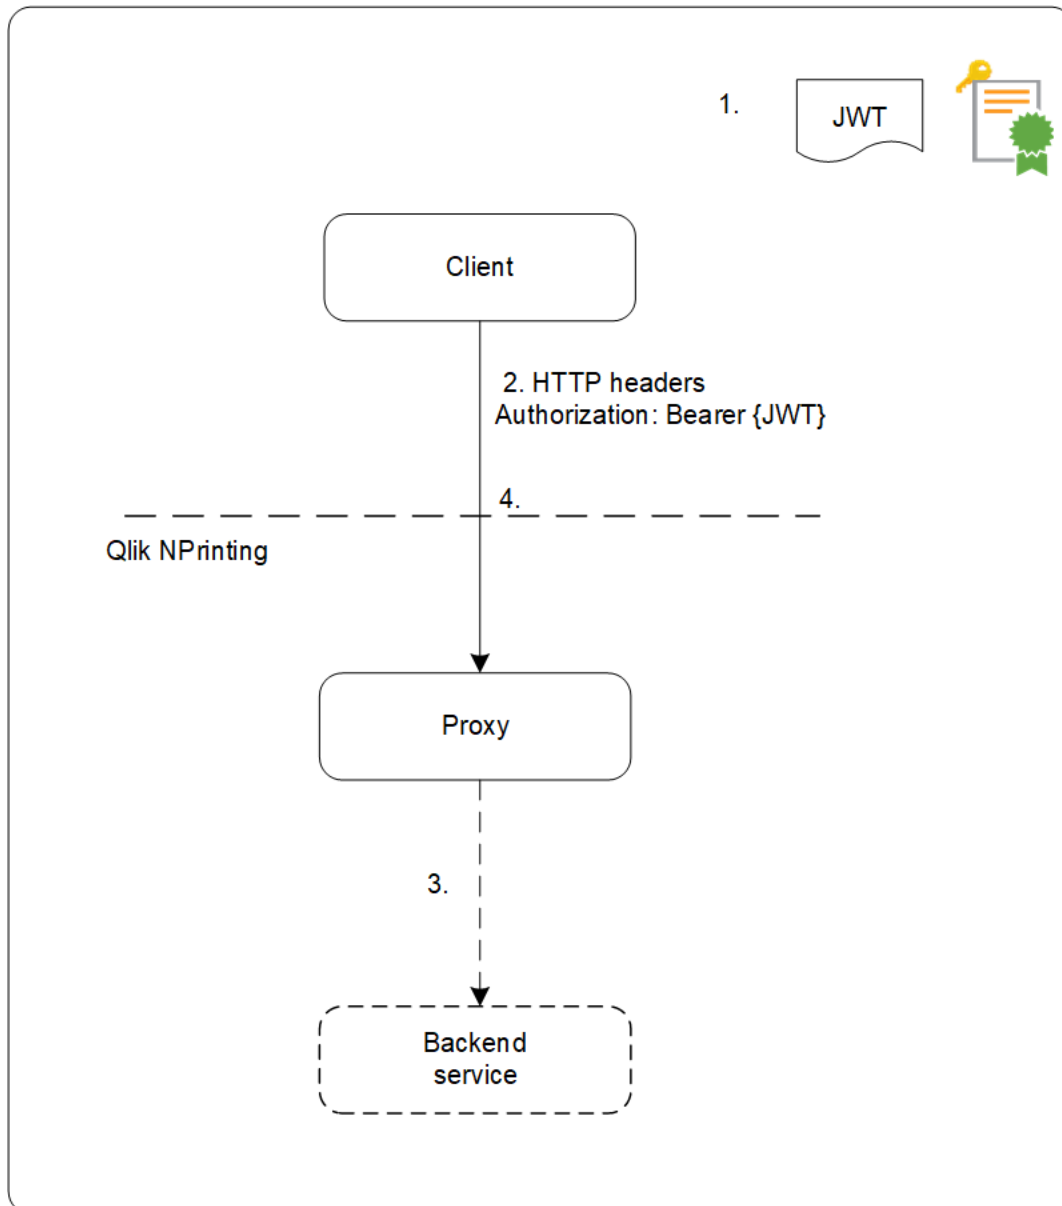 1.
JWT
Client
2. HTTP headers
Authorization: Bearer {JWT}
4.
Qlik NPrinting
Proxy
3.
Backend
service